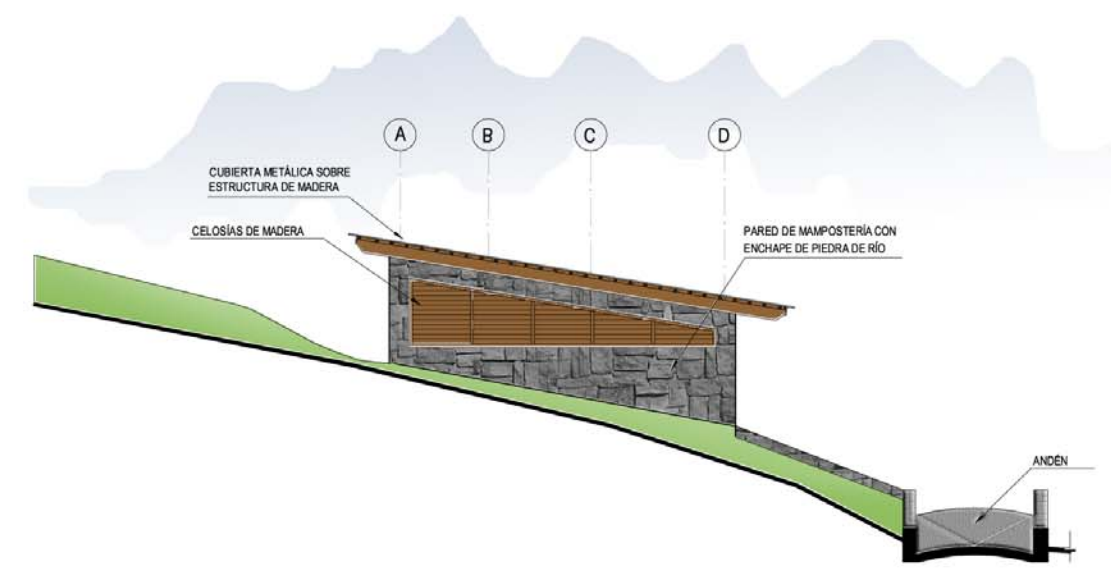 A
B
C
D
CUBIERTA METÁLICA SOBRE
ESTRUCTURA DE MADERA
CELOSÍAS DE MADERA
PARED DE MAMPOSTERÍA CON
ENCHAPE DE PIEDRA DE RÍO
ANDÉN